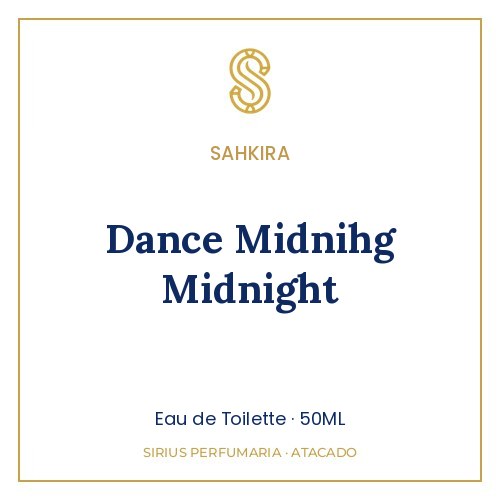 SAHKIRA
Dance Midnihg
Midnight
Eau de Toilette · 50ML
SIRIUS PERFUMARIA · ATACADO